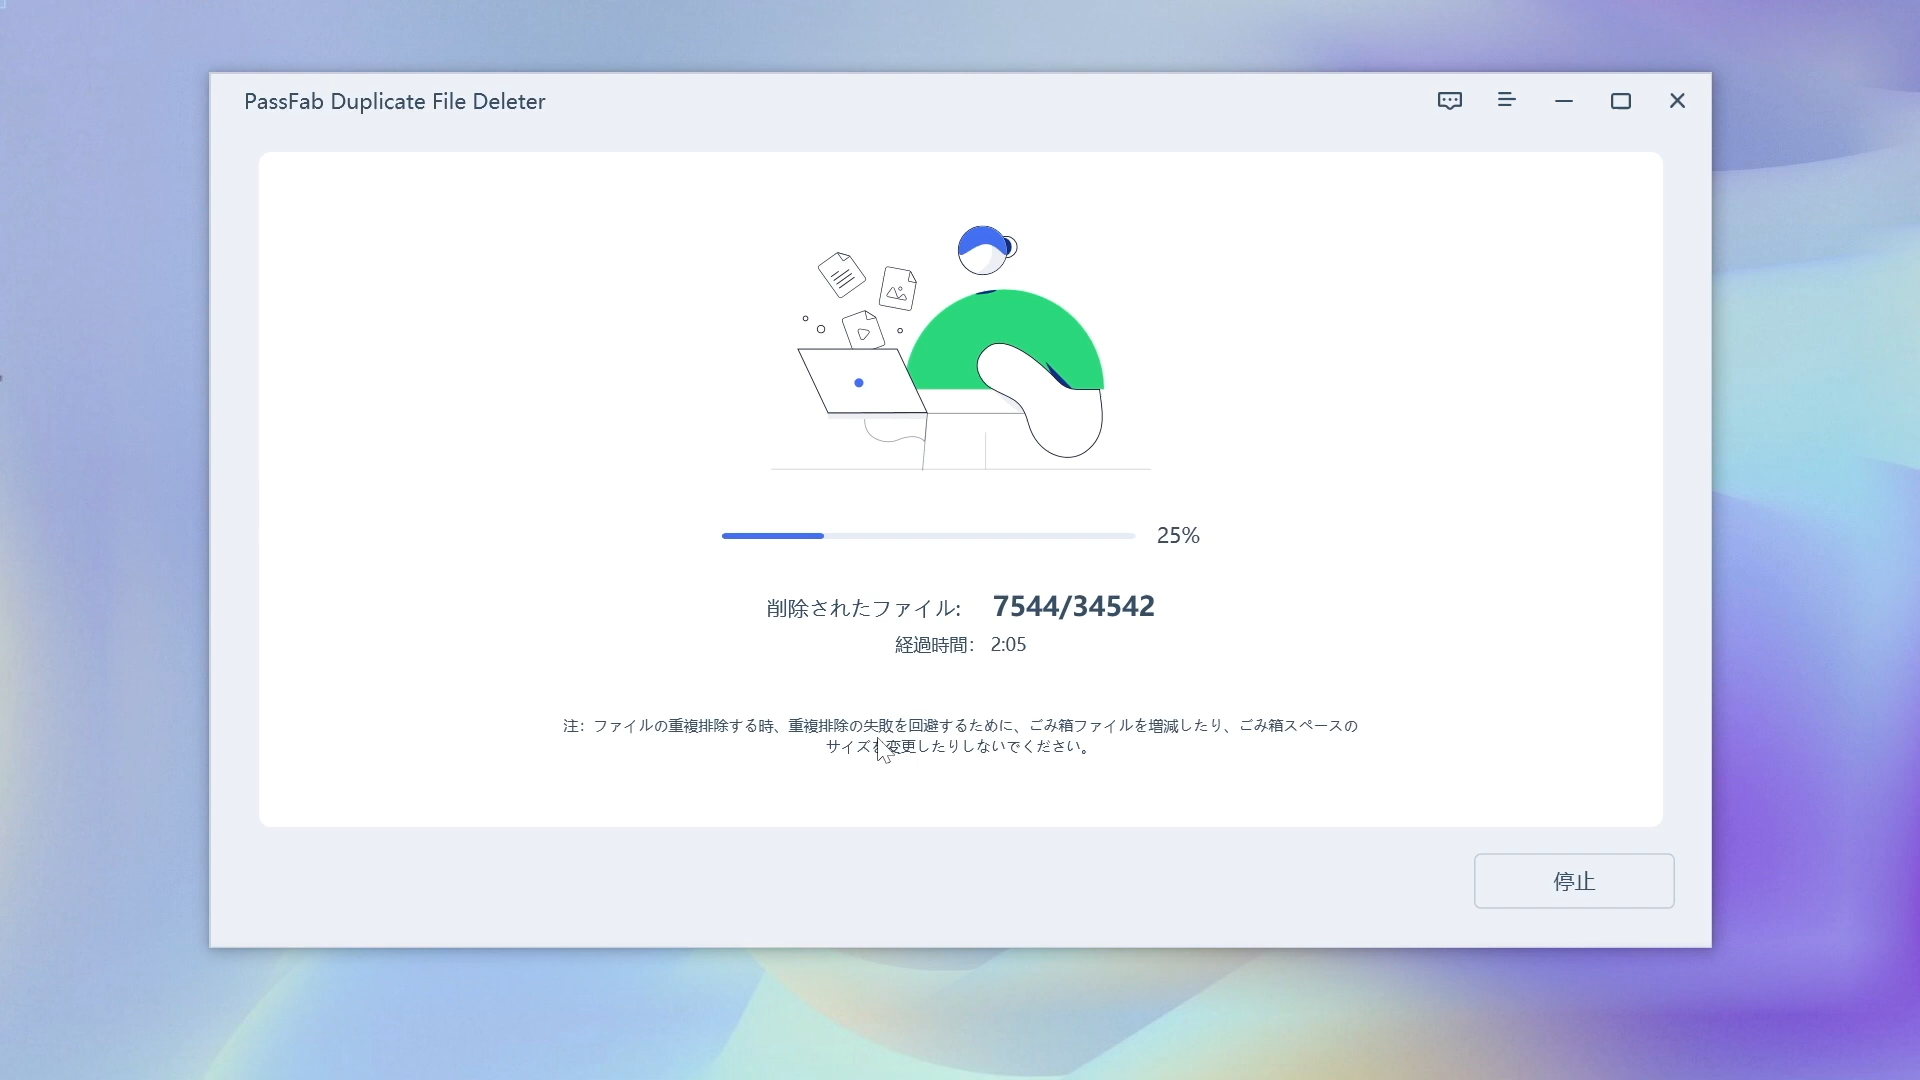 PassFab Duplicate File Deleter
25%
削除されたファイル: 7544/34542
経過時間: 2:05
注: ファイルの重複排除する時、重複排除の失敗を回避するために、ごみ箱ファイルを増減したり、ごみ箱スペースの
サイズを変更したりしないでください。
停止